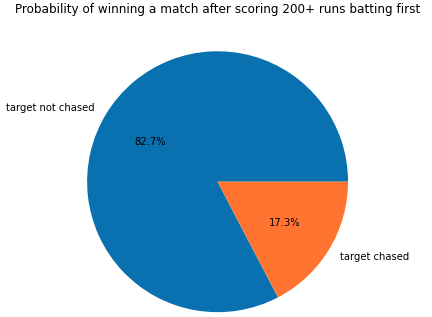 Probability of winning a match after scoring 200+ runs batting first
target not chased
82.7%
17.3%
target chased